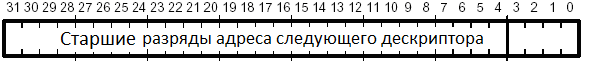 31 30 29 28 27 26 25 24 23 22 21 20 19 18 17 16 15 14 13 12 11 10 9 8 7 6 5 4 3 2 1 0
Старшие разряды адреса следующего дескриптора